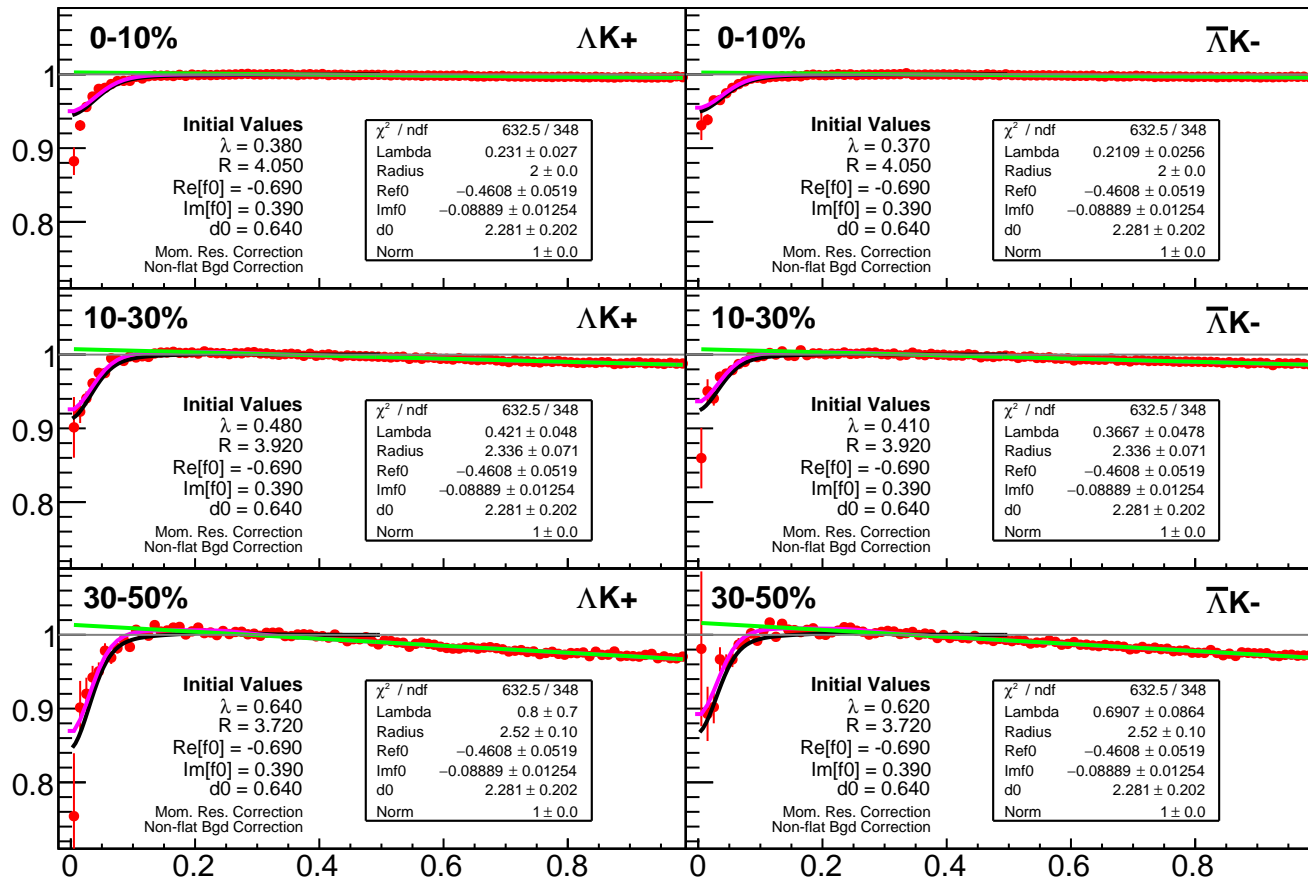 0-10% ΛK+
1
0.9
0.8
Initial Values
λ = 0.380
R = 4.050
Re[f0] = -0.690
Im[f0] = 0.390
d0 = 0.640
Mom. Res. Correction
Non-flat Bgd Correction
χ² / ndf 632.5 / 348
Lambda 0.231 ± 0.027
Radius 2 ± 0.0
Ref0 −0.4608 ± 0.0519
Imf0 −0.08889 ± 0.01254
d0 2.281 ± 0.202
Norm 1 ± 0.0
0-10% Λ̅K-
Initial Values
λ = 0.370
R = 4.050
Re[f0] = -0.690
Im[f0] = 0.390
d0 = 0.640
Mom. Res. Correction
Non-flat Bgd Correction
χ² / ndf 632.5 / 348
Lambda 0.2109 ± 0.0256
Radius 2 ± 0.0
Ref0 −0.4608 ± 0.0519
Imf0 −0.08889 ± 0.01254
d0 2.281 ± 0.202
Norm 1 ± 0.0
10-30% ΛK+
1
0.9
0.8
Initial Values
λ = 0.480
R = 3.920
Re[f0] = -0.690
Im[f0] = 0.390
d0 = 0.640
Mom. Res. Correction
Non-flat Bgd Correction
χ² / ndf 632.5 / 348
Lambda 0.421 ± 0.048
Radius 2.336 ± 0.071
Ref0 −0.4608 ± 0.0519
Imf0 −0.08889 ± 0.01254
d0 2.281 ± 0.202
Norm 1 ± 0.0
10-30% Λ̅K-
Initial Values
λ = 0.410
R = 3.920
Re[f0] = -0.690
Im[f0] = 0.390
d0 = 0.640
Mom. Res. Correction
Non-flat Bgd Correction
χ² / ndf 632.5 / 348
Lambda 0.3667 ± 0.0478
Radius 2.336 ± 0.071
Ref0 −0.4608 ± 0.0519
Imf0 −0.08889 ± 0.01254
d0 2.281 ± 0.202
Norm 1 ± 0.0
30-50% ΛK+
1
0.9
0.8
Initial Values
λ = 0.640
R = 3.720
Re[f0] = -0.690
Im[f0] = 0.390
d0 = 0.640
Mom. Res. Correction
Non-flat Bgd Correction
χ² / ndf 632.5 / 348
Lambda 0.8 ± 0.7
Radius 2.52 ± 0.10
Ref0 −0.4608 ± 0.0519
Imf0 −0.08889 ± 0.01254
d0 2.281 ± 0.202
Norm 1 ± 0.0
30-50% Λ̅K-
Initial Values
λ = 0.620
R = 3.720
Re[f0] = -0.690
Im[f0] = 0.390
d0 = 0.640
Mom. Res. Correction
Non-flat Bgd Correction
χ² / ndf 632.5 / 348
Lambda 0.6907 ± 0.0864
Radius 2.52 ± 0.10
Ref0 −0.4608 ± 0.0519
Imf0 −0.08889 ± 0.01254
d0 2.281 ± 0.202
Norm 1 ± 0.0
0 0.2 0.4 0.6 0.8 0 0.2 0.4 0.6 0.8